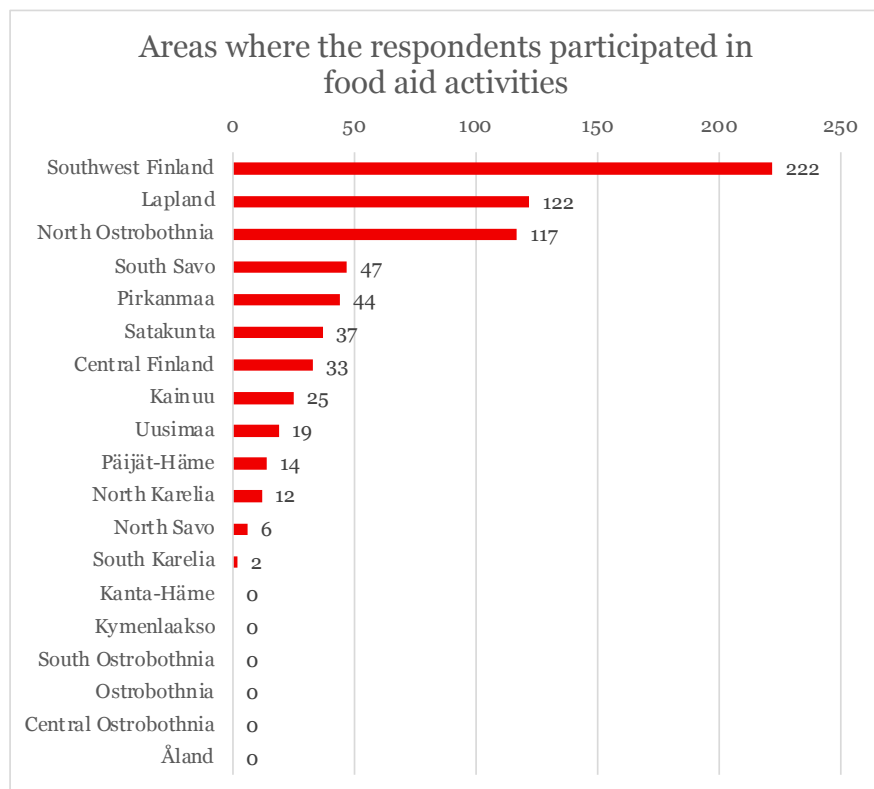 Areas where the respondents participated in
food aid activities
0 50 100 150 200 250
Southwest Finland 222
Lapland 122
North Ostrobothnia 117
South Savo 47
Pirkanmaa 44
Satakunta 37
Central Finland 33
Kainuu 25
Uusimaa 19
Päijät-Häme 14
North Karelia 12
North Savo 6
South Karelia 2
Kanta-Häme 0
Kymenlaakso 0
South Ostrobothnia 0
Ostrobothnia 0
Central Ostrobothnia 0
Åland 0